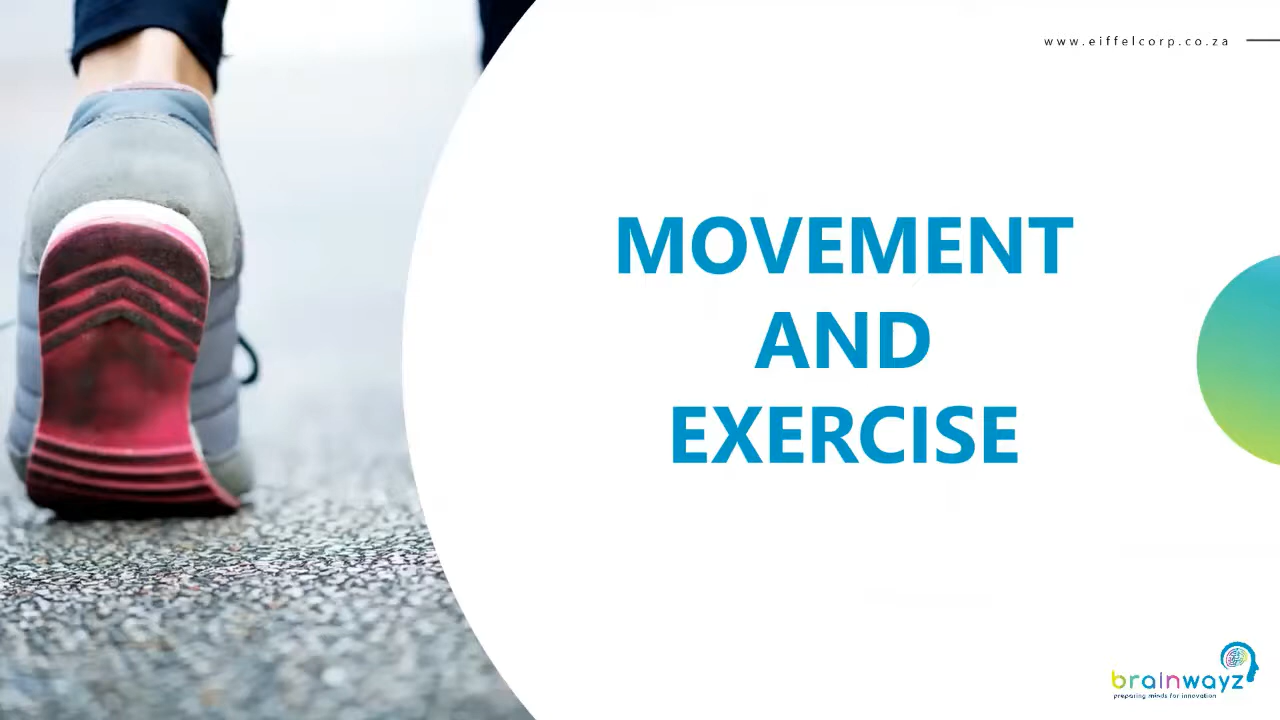 www.eiffelcorp.co.za
MOVEMENT
AND
EXERCISE
brainwayz
preparing minds for innovation